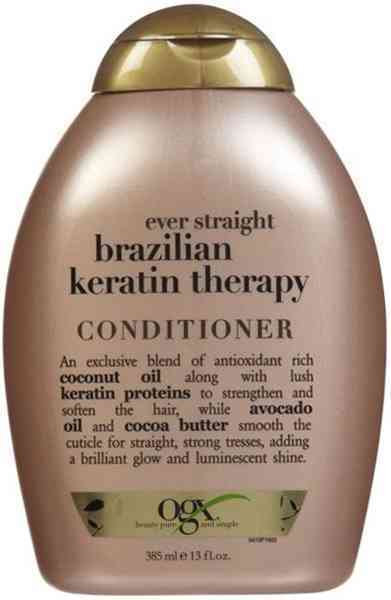 ever straight
brazilian
keratin therapy
CONDITIONER
An exclusive blend of antioxidant rich
coconut oil along with lush
keratin proteins to strengthen and
soften the hair, while avocado
oil and cocoa butter smooth the
cuticle for straight, strong tresses, adding
a brilliant glow and luminescent shine.
ogx
beauty pure and simple
385 ml e 13 fl. oz.